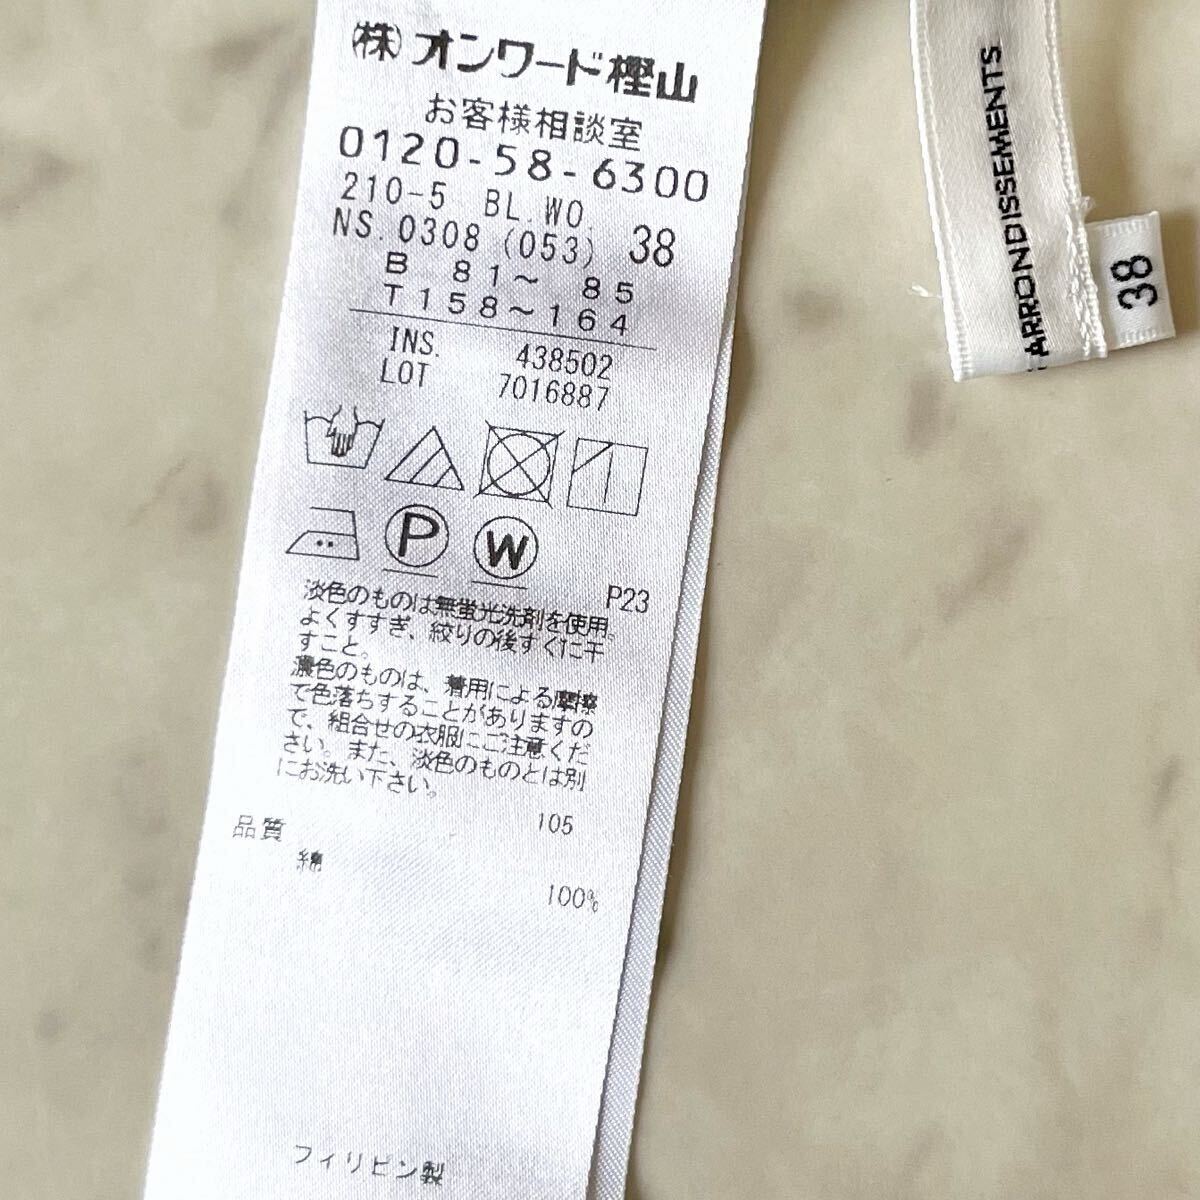 (株)オンワード樫山
お客様相談室
0120-58-6300
210-5 BL.WO.
NS.0308 (053) 38
B 81〜 85
T158〜164
INS. 438502
LOT 7016887
P
W
P23
淡色のものは無蛍光洗剤を使用。
よくすすぎ、絞りの後すぐに干
すこと。
濃色のものは、着用による摩擦
で色落ちすることがありますの
で、組合せの衣服にご注意くだ
さい。また、淡色のものとは別
にお洗い下さい。
105
品質
綿
100%
フィリピン製
ARRONDISSEMENTS
38